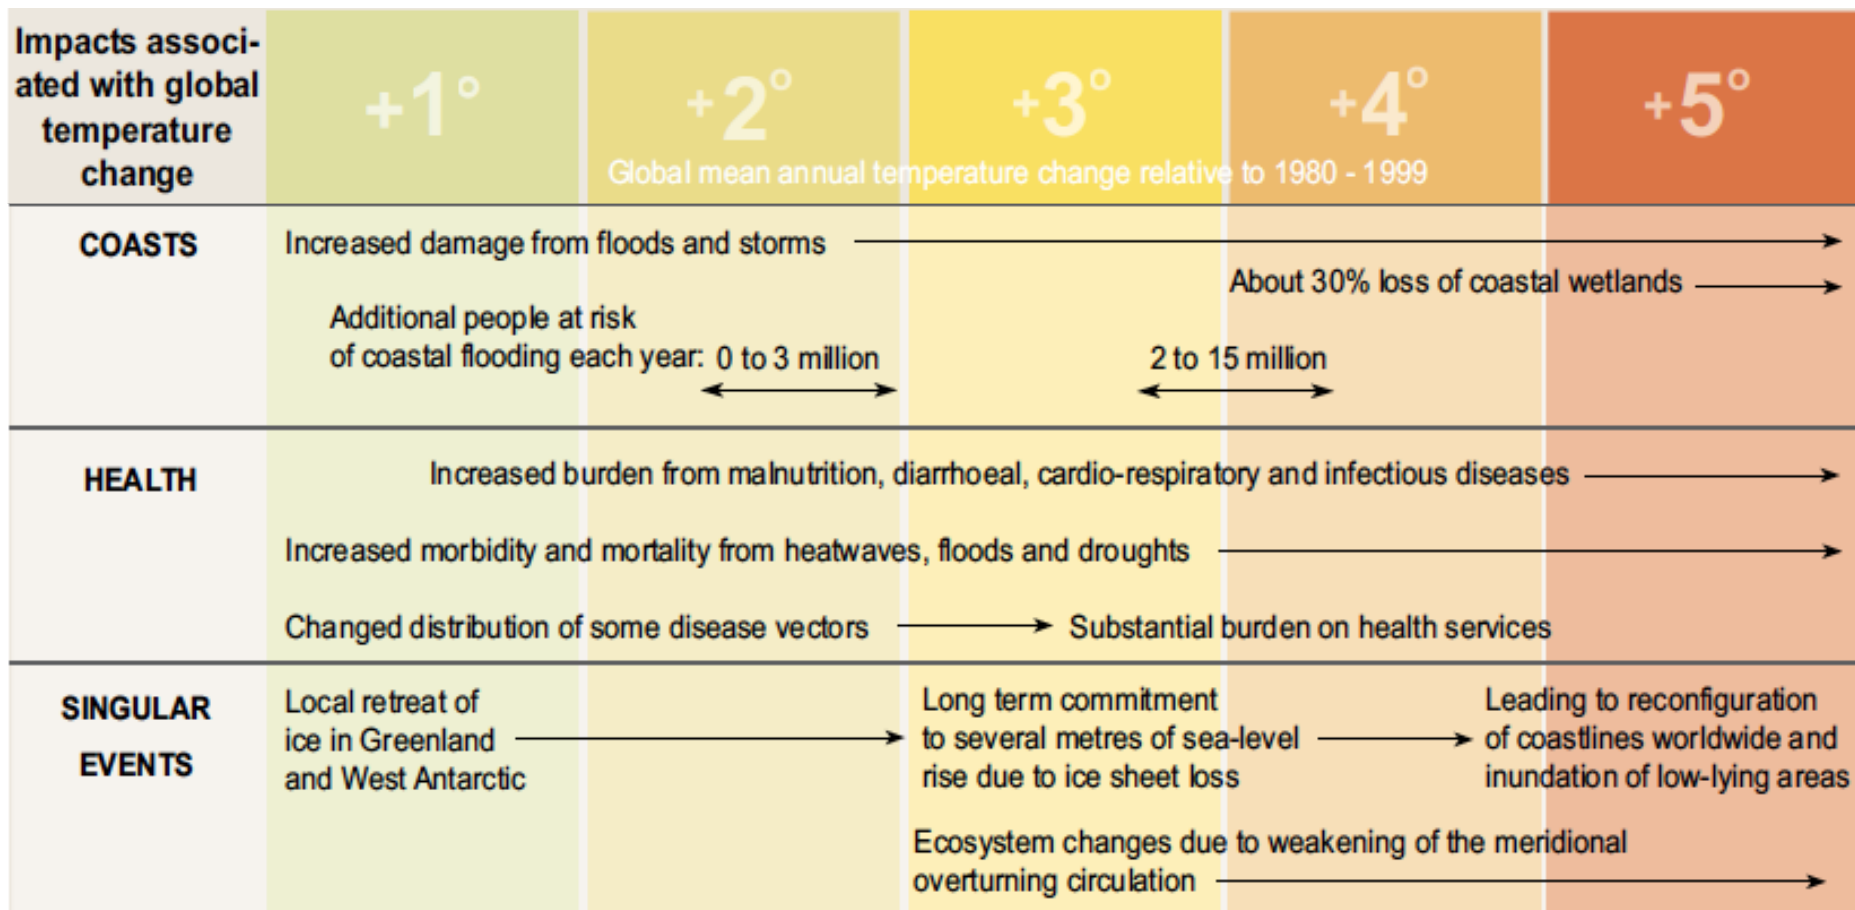 Impacts associ-
ated with global
temperature
change
+1°
+2°
+3°
+4°
+5°
Global mean annual temperature change relative to 1980 - 1999
COASTS
Increased damage from floods and storms
About 30% loss of coastal wetlands
Additional people at risk
of coastal flooding each year: 0 to 3 million
2 to 15 million
HEALTH
Increased burden from malnutrition, diarrhoeal, cardio-respiratory and infectious diseases
Increased morbidity and mortality from heatwaves, floods and droughts
Changed distribution of some disease vectors
Substantial burden on health services
SINGULAR
EVENTS
Local retreat of
ice in Greenland
and West Antarctic
Long term commitment
to several metres of sea-level
rise due to ice sheet loss
Leading to reconfiguration
of coastlines worldwide and
inundation of low-lying areas
Ecosystem changes due to weakening of the meridional
overturning circulation